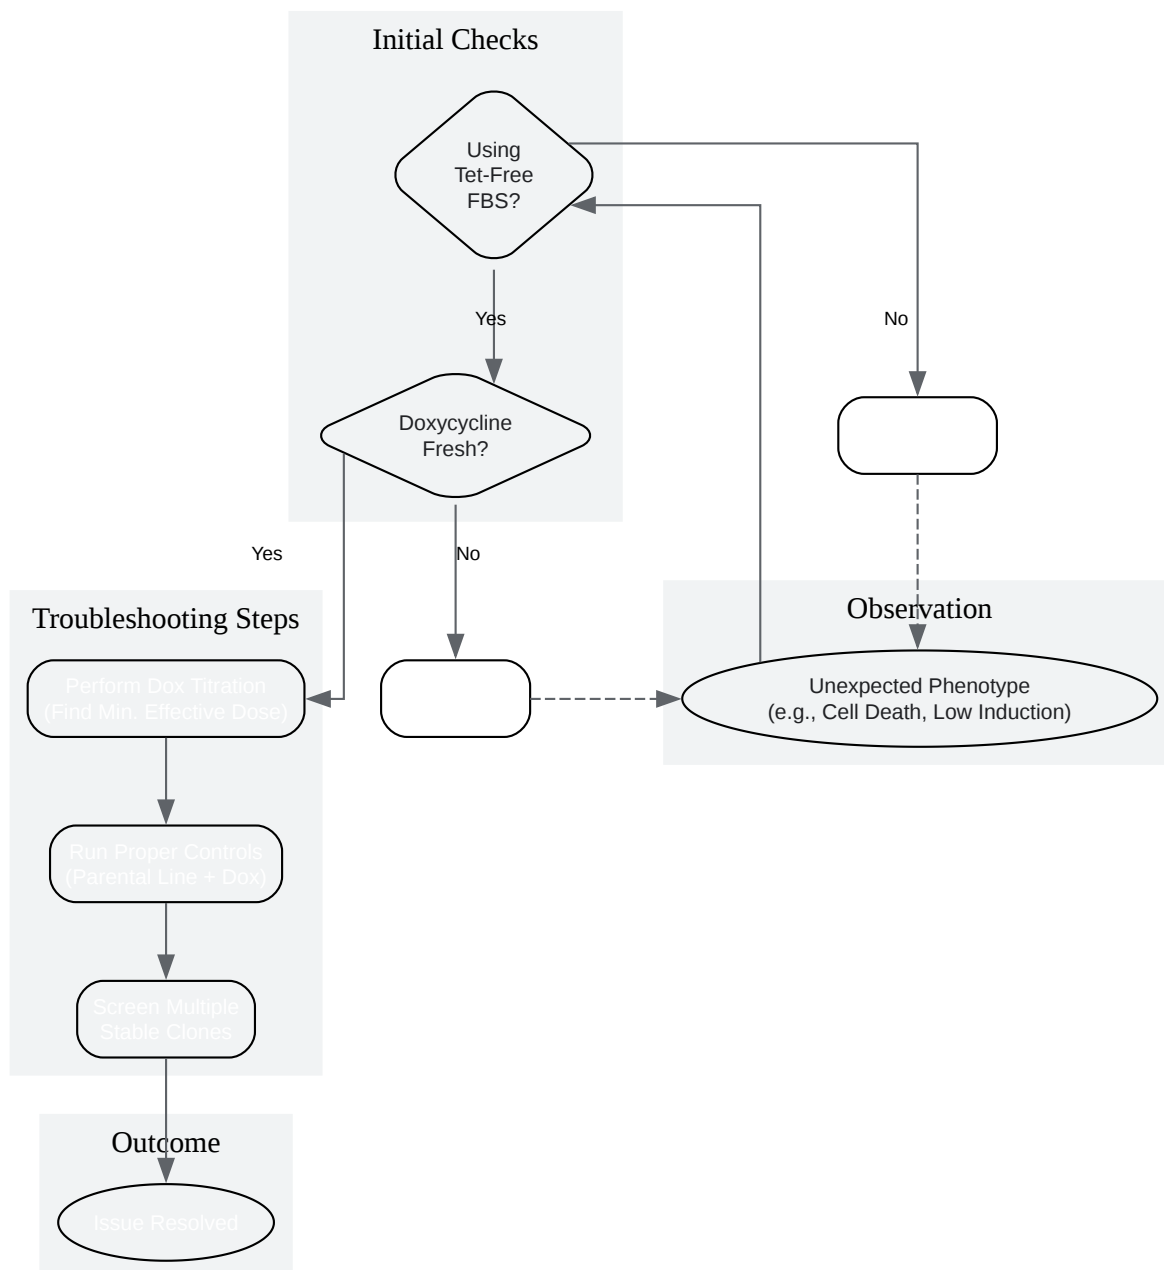 Initial Checks
Using
Tet-Free
FBS?
Yes
No
Doxycycline
Fresh?
Yes
No
Troubleshooting Steps
Perform Dox Titration
(Find Min. Effective Dose)
Run Proper Controls
(Parental Line + Dox)
Screen Multiple
Stable Clones
Observation
Unexpected Phenotype
(e.g., Cell Death, Low Induction)
Outcome
Issue Resolved